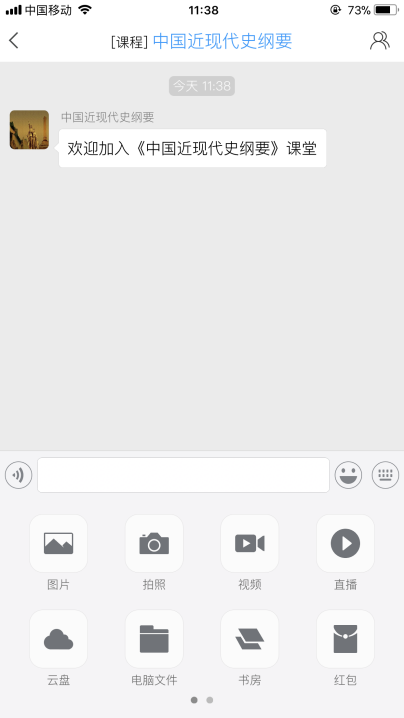 中国移动 11:38 73%
[课程] 中国近现代史纲要
今天 11:38
中国近现代史纲要
欢迎加入《中国近现代史纲要》课堂
图片 拍照 视频 直播
云盘 电脑文件 书房 红包